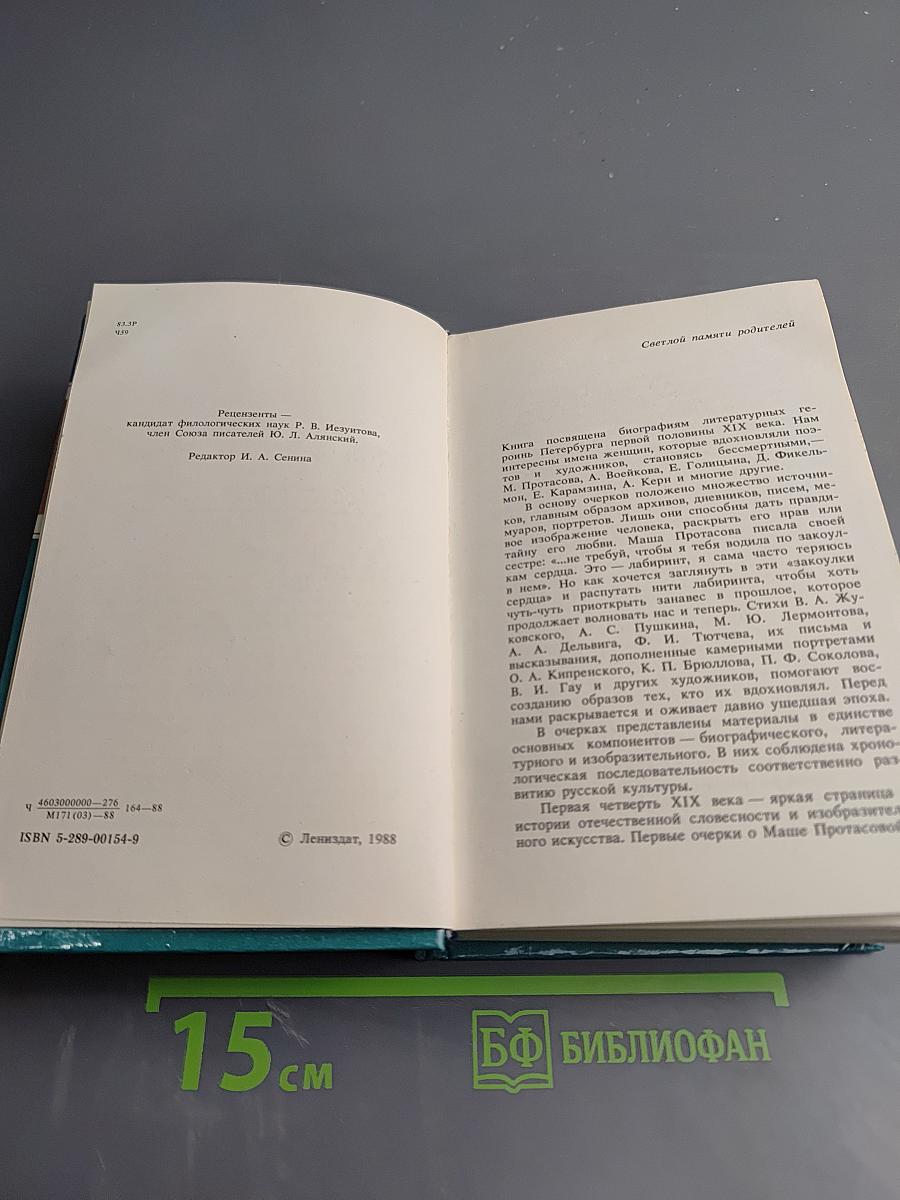 83.3Р
Ч59
Рецензенты —
кандидат филологических наук Р. В. Иезуитова,
член Союза писателей Ю. Л. Алянский.
Редактор И. А. Сенина
Ч 4603000000—276 164—88
М171(03)—88
ISBN 5-289-00154-9
© Лениздат, 1988
Светлой памяти родителей
Книга посвящена биографиям литературных ге-
роинь Петербурга первой половины XIX века. Нам
интересны имена женщин, которые вдохновляли поэ-
тов и художников, становясь бессмертными,—
М. Протасова, А. Воейкова, Е. Голицына, Д. Фикель-
мон, Е. Карамзина, А. Керн и многие другие.
В основу очерков положено множество источни-
ков, главным образом архивов, дневников, писем, ме-
муаров, портретов. Лишь они способны дать правди-
вое изображение человека, раскрыть его нрав или
тайну его любви. Маша Протасова писала своей
сестре: «...не требуй, чтобы я тебя водила по закоул-
кам сердца. Это — лабиринт, я сама часто теряюсь
в нем». Но как хочется заглянуть в эти «закоулки
сердца» и распутать нити лабиринта, чтобы хоть
чуть-чуть приоткрыть занавес в прошлое, которое
продолжает волновать нас и теперь. Стихи В. А. Жу-
ковского, А. С. Пушкина, М. Ю. Лермонтова,
А. А. Дельвига, Ф. И. Тютчева, их письма и
высказывания, дополненные камерными портретами
О. А. Кипренского, К. П. Брюллова, П. Ф. Соколова,
В. И. Гау и других художников, помогают вос-
созданию образов тех, кто их вдохновлял. Перед
нами раскрывается и оживает давно ушедшая эпоха.
В очерках представлены материалы в единстве
основных компонентов — биографического, литера-
турного и изобразительного. В них соблюдена хроно-
логическая последовательность соответственно раз-
витию русской культуры.
Первая четверть XIX века — яркая страница
истории отечественной словесности и изобразител
ного искусства. Первые очерки о Маше Протасовой
15 см
БФ БИБЛИОФАН